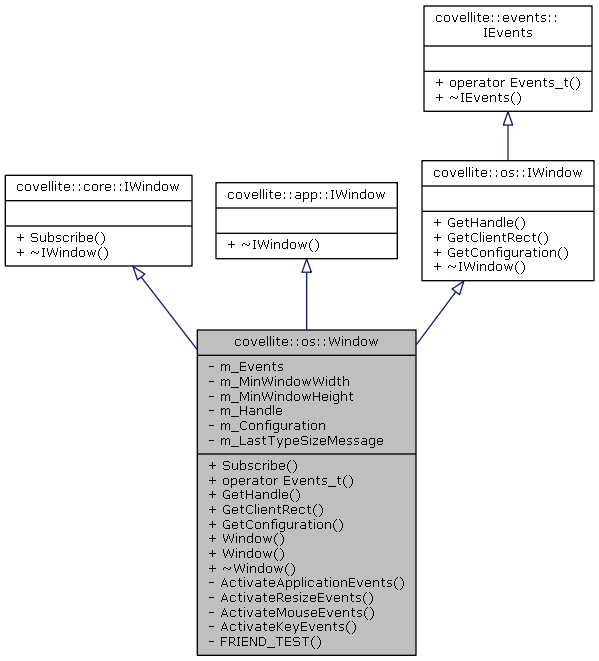 covellite::events::
IEvents
+ operator Events_t()
+ ~IEvents()
covellite::core::IWindow
+ Subscribe()
+ ~IWindow()
covellite::app::IWindow
+ ~IWindow()
covellite::os::IWindow
+ GetHandle()
+ GetClientRect()
+ GetConfiguration()
+ ~IWindow()
covellite::os::Window
- m_Events
- m_MinWindowWidth
- m_MinWindowHeight
- m_Handle
- m_Configuration
- m_LastTypeSizeMessage
+ Subscribe()
+ operator Events_t()
+ GetHandle()
+ GetClientRect()
+ GetConfiguration()
+ Window()
+ Window()
+ ~Window()
- ActivateApplicationEvents()
- ActivateResizeEvents()
- ActivateMouseEvents()
- ActivateKeyEvents()
- FRIEND_TEST()